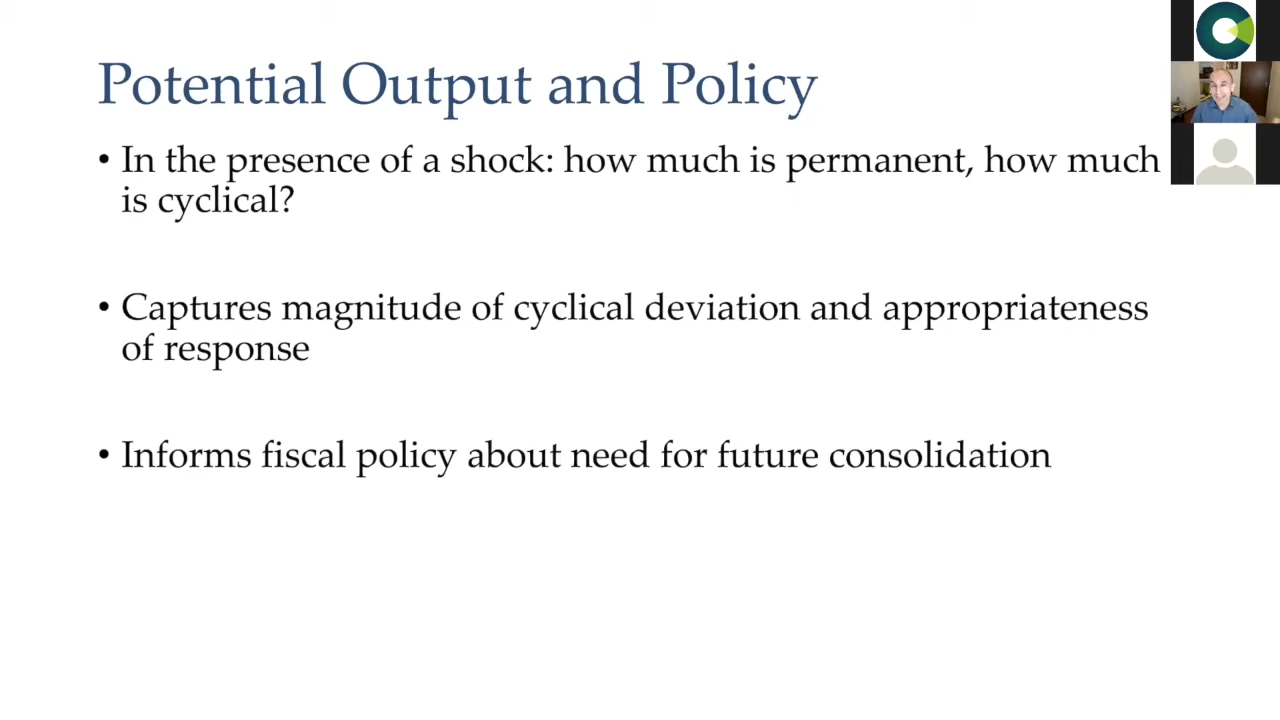 Potential Output and Policy
• In the presence of a shock: how much is permanent, how much
is cyclical?
• Captures magnitude of cyclical deviation and appropriateness
of response
• Informs fiscal policy about need for future consolidation